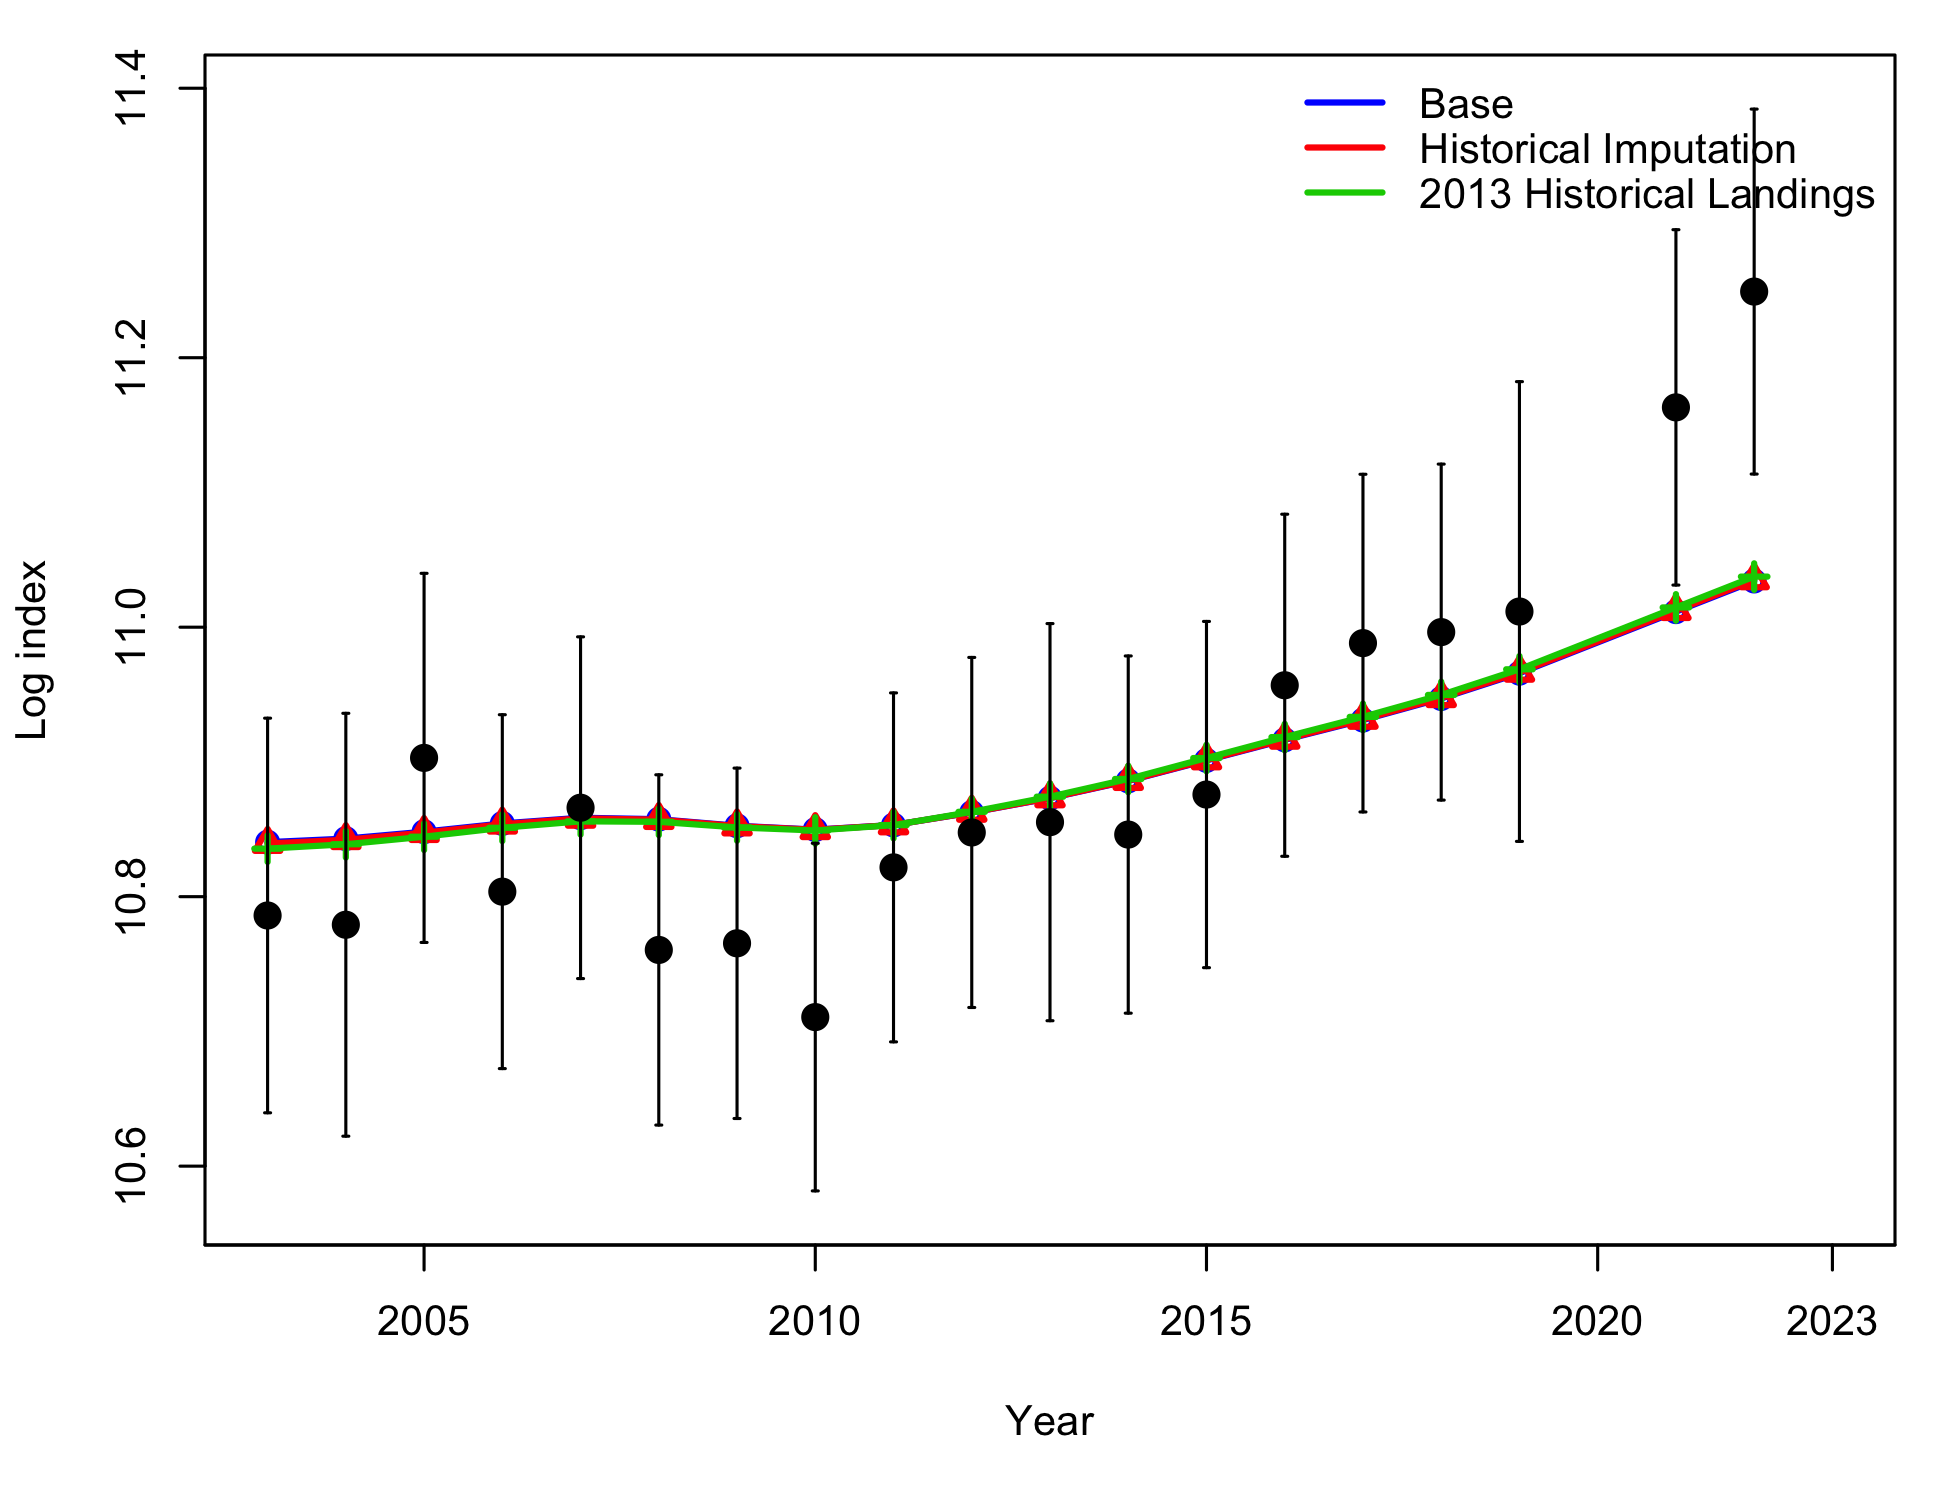 11.4
11.2
11.0
10.8
10.6
Log index
Base
Historical Imputation
2013 Historical Landings
2005
2010
2015
2020
2023
Year